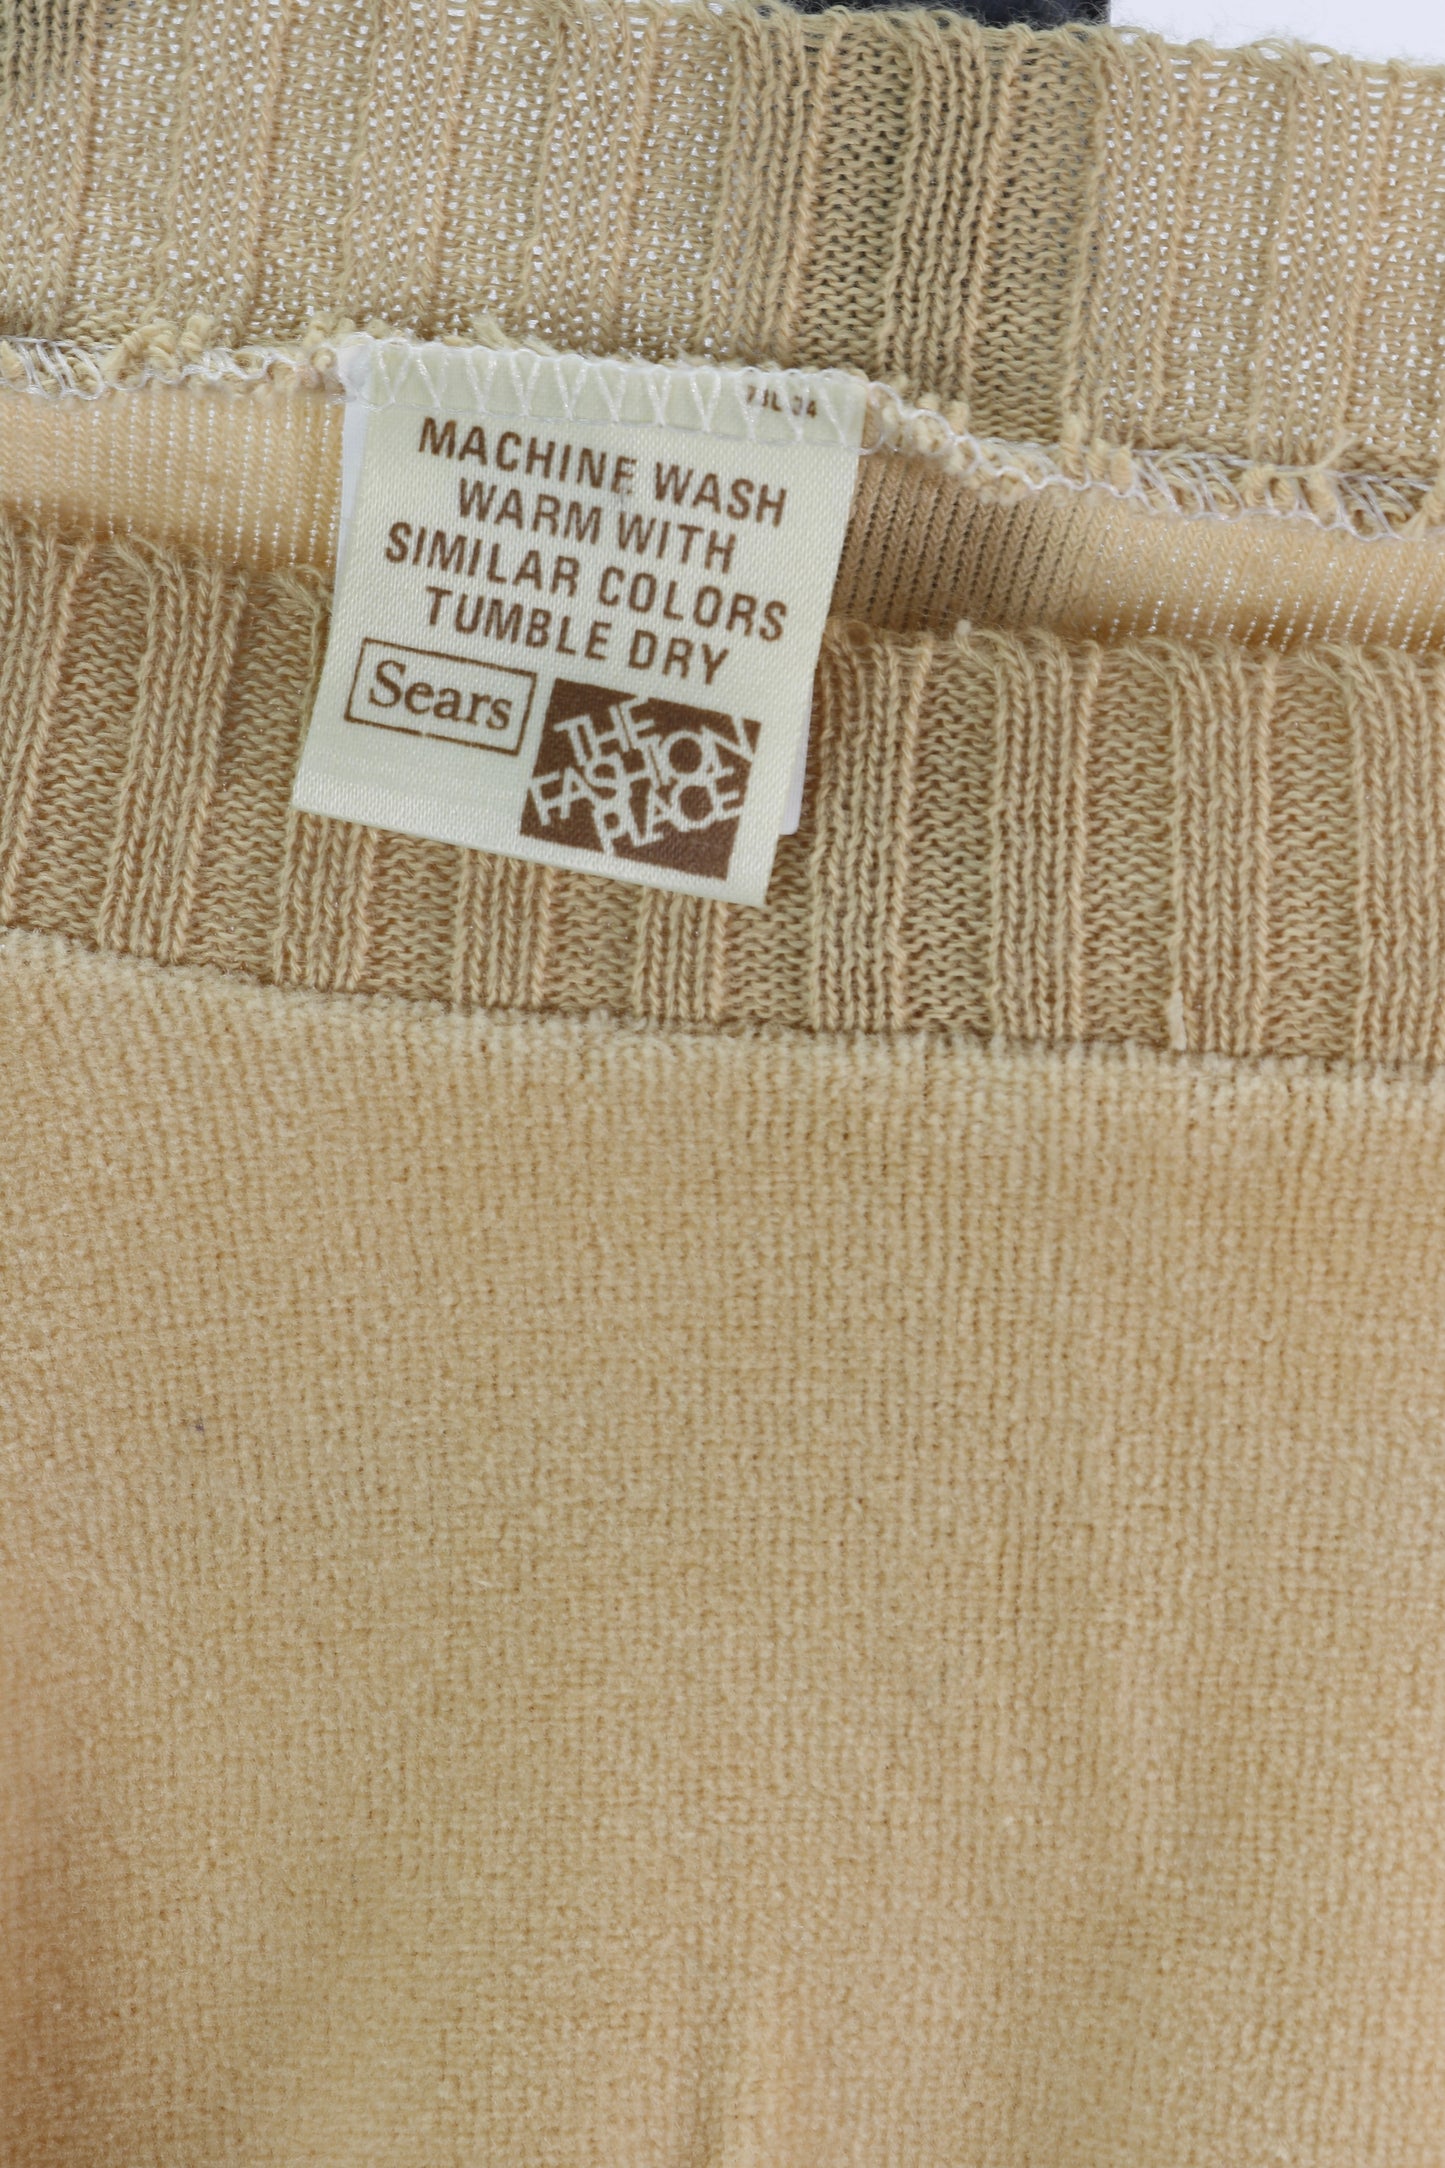 MACHINE WASH
WARM WITH
SIMILAR COLORS
TUMBLE DRY
Sears
THE
FASHION
PLACE